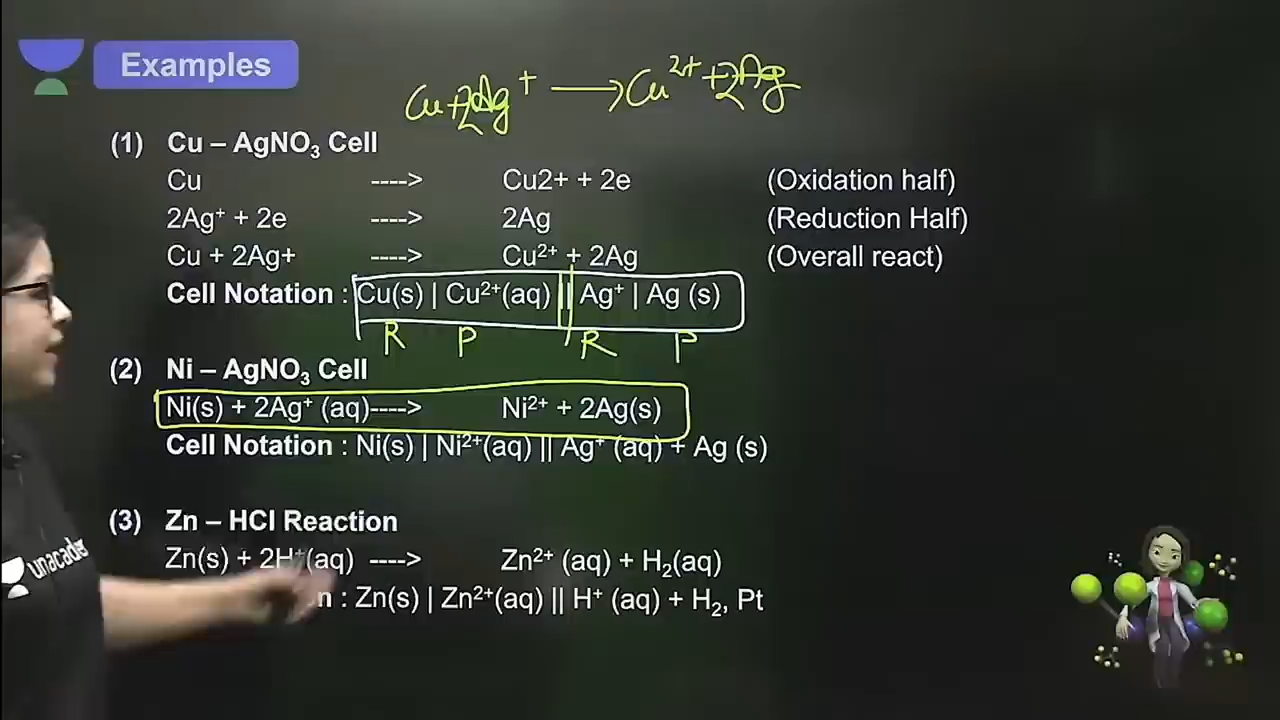 Examples
Cu + 2Ag⁺ ⟶ Cu²⁺ + 2Ag
(1) Cu – AgNO₃ Cell
Cu ----> Cu2+ + 2e (Oxidation half)
2Ag⁺ + 2e ----> 2Ag (Reduction Half)
Cu + 2Ag+ ----> Cu²⁺ + 2Ag (Overall react)
Cell Notation : Cu(s) | Cu²⁺(aq) || Ag⁺ | Ag (s)
R P R P
(2) Ni – AgNO₃ Cell
Ni(s) + 2Ag⁺ (aq)----> Ni²⁺ + 2Ag(s)
Cell Notation : Ni(s) | Ni²⁺(aq) || Ag⁺ (aq) + Ag (s)
(3) Zn – HCl Reaction
Zn(s) + 2H⁺(aq) ----> Zn²⁺ (aq) + H₂(aq)
n : Zn(s) | Zn²⁺(aq) || H⁺ (aq) + H₂, Pt
unacade